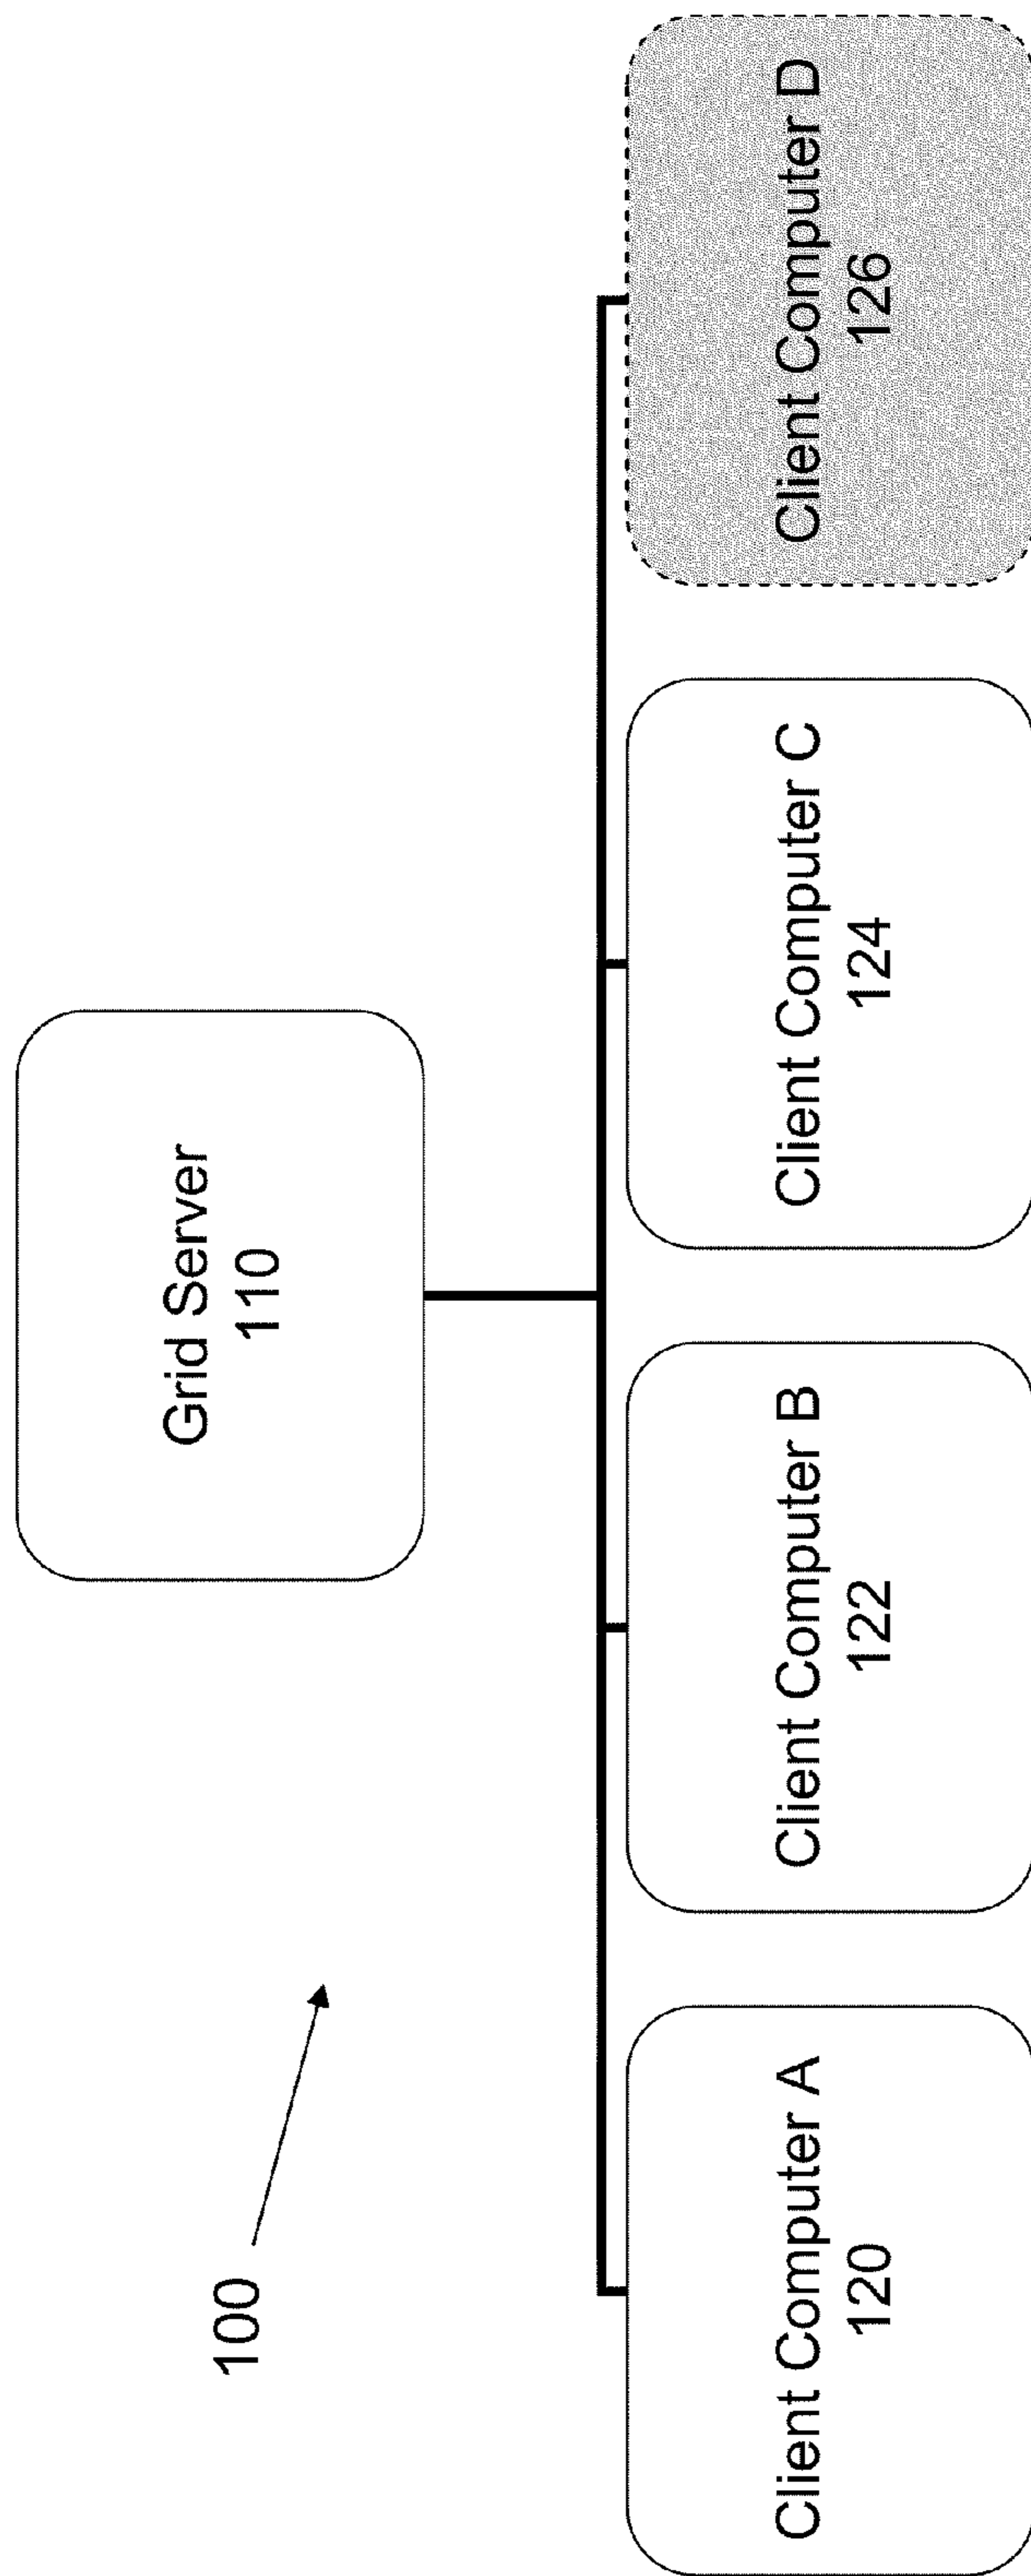 100
Grid Server
110
Client Computer A
120
Client Computer B
122
Client Computer C
124
Client Computer D
126